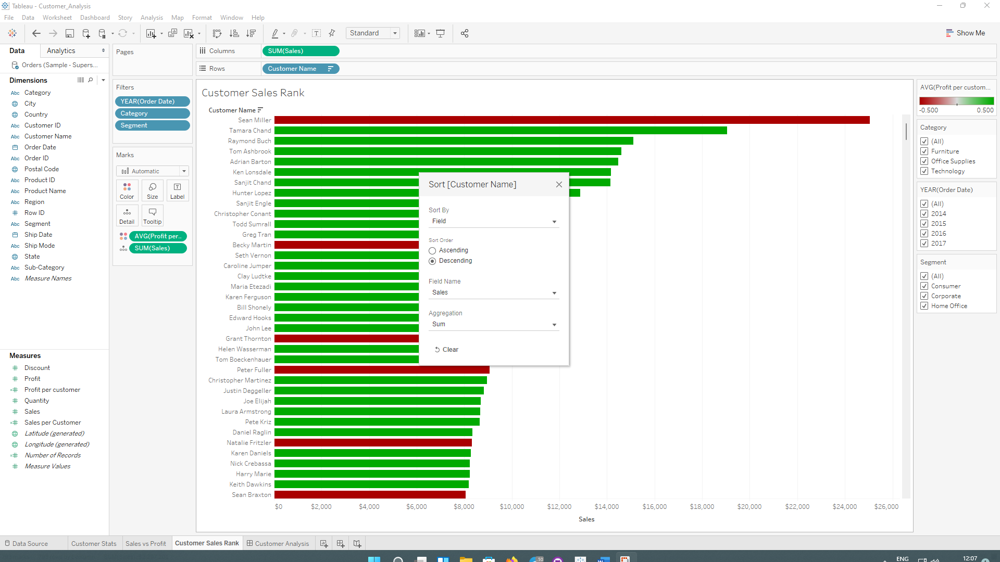 Tableau - Customer_Analysis
File Data Worksheet Dashboard Story Analysis Map Format Window Help
Standard
Show Me
Data
Analytics
Orders (Sample - Supers...
Dimensions
Abc Category
City
Country
Abc Customer ID
Abc Customer Name
Order Date
Abc Order ID
Postal Code
Abc Product ID
Abc Product Name
Abc Region
Row ID
Abc Segment
Ship Date
Abc Ship Mode
State
Abc Sub-Category
Abc Measure Names
Measures
Discount
Profit
Profit per customer
Quantity
Sales
Sales per Customer
Latitude (generated)
Longitude (generated)
Number of Records
Measure Values
Pages
Filters
YEAR(Order Date)
Category
Segment
Marks
Automatic
Color
Size
Label
Detail
Tooltip
AVG(Profit per..
SUM(Sales)
Columns
SUM(Sales)
Rows
Customer Name
Customer Sales Rank
Customer Name
Sean Miller
Tamara Chand
Raymond Buch
Tom Ashbrook
Adrian Barton
Ken Lonsdale
Sanjit Chand
Hunter Lopez
Sanjit Engle
Christopher Conant
Todd Sumrall
Greg Tran
Becky Martin
Seth Vernon
Caroline Jumper
Clay Ludtke
Maria Etezadi
Karen Ferguson
Bill Shonely
Edward Hooks
John Lee
Grant Thornton
Helen Wasserman
Tom Boeckenhauer
Peter Fuller
Christopher Martinez
Justin Deggeller
Joe Elijah
Laura Armstrong
Pete Kriz
Daniel Raglin
Natalie Fritzler
Karen Daniels
Nick Crebassa
Harry Marie
Keith Dawkins
Sean Braxton
$0 $2,000 $4,000 $6,000 $8,000 $10,000 $12,000 $14,000 $16,000 $18,000 $20,000 $22,000 $24,000 $26,000
Sales
Sort [Customer Name]
Sort By
Field
Sort Order
Ascending
Descending
Field Name
Sales
Aggregation
Sum
Clear
AVG(Profit per custom...
-0.500 0.500
Category
(All)
Furniture
Office Supplies
Technology
YEAR(Order Date)
(All)
2014
2015
2016
2017
Segment
(All)
Consumer
Corporate
Home Office
Data Source
Customer Stats
Sales vs Profit
Customer Sales Rank
Customer Analysis
.50
ENG
12:07